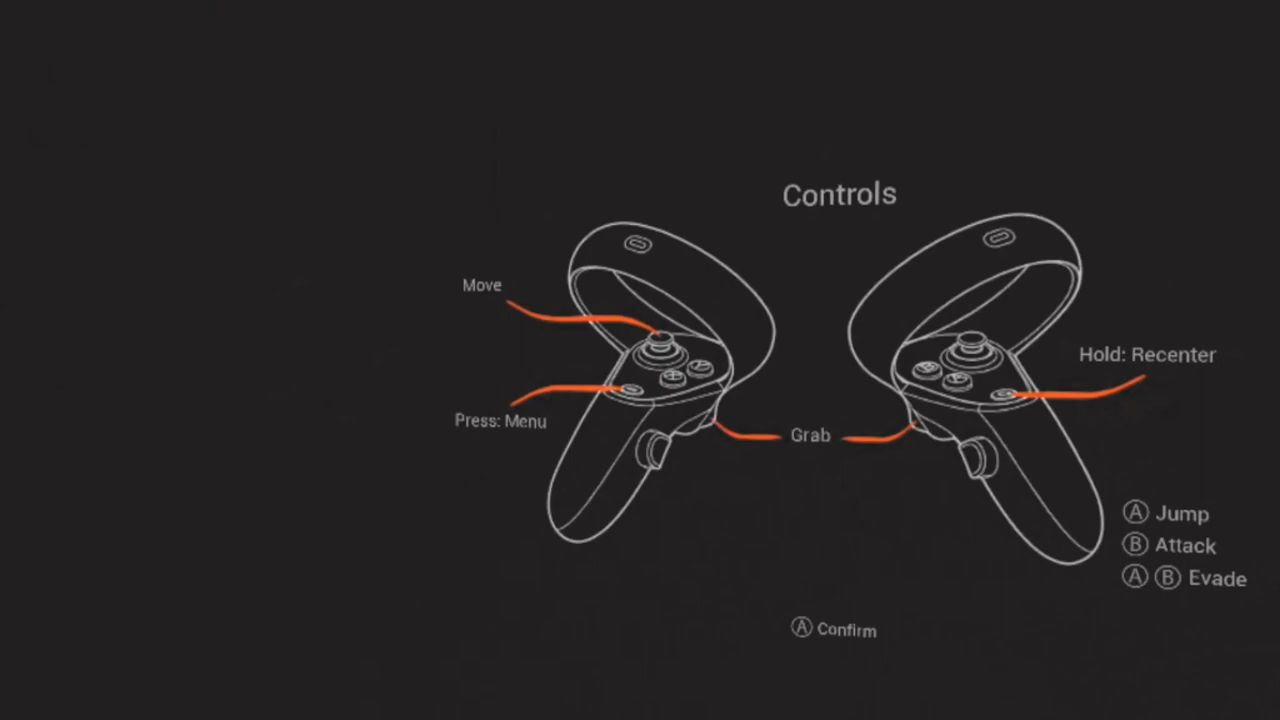 Controls
Move
Hold: Recenter
Press: Menu
Grab
A Jump
B Attack
A B Evade
A Confirm